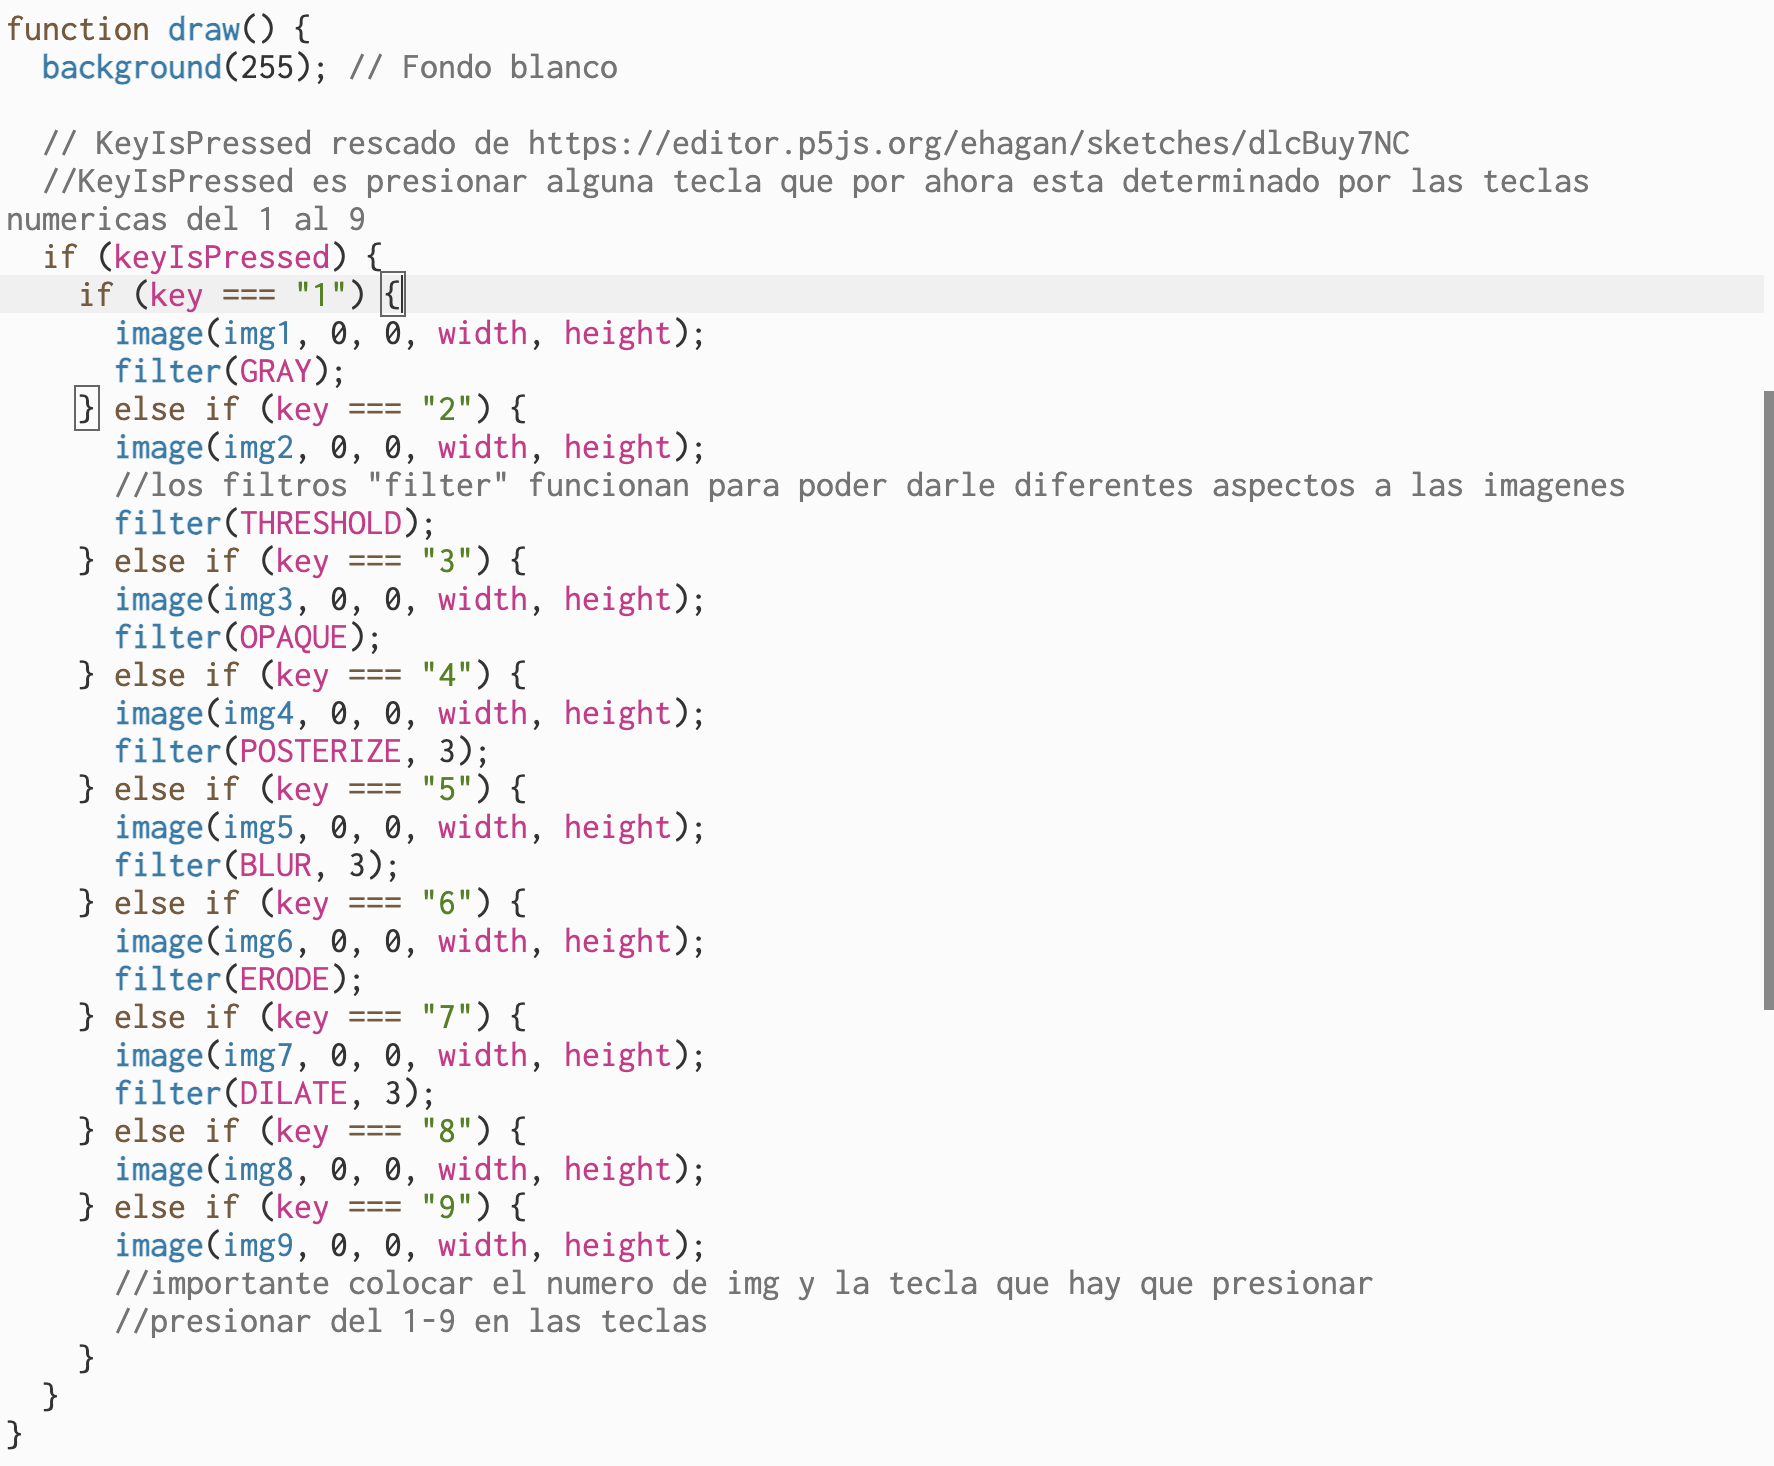 function draw() {
  background(255); // Fondo blanco

  // KeyIsPressed rescado de https://editor.p5js.org/ehagan/sketches/dlcBuy7NC
  //KeyIsPressed es presionar alguna tecla que por ahora esta determinado por las teclas
numericas del 1 al 9
  if (keyIsPressed) {
    if (key === "1") {
      image(img1, 0, 0, width, height);
      filter(GRAY);
    } else if (key === "2") {
      image(img2, 0, 0, width, height);
      //los filtros "filter" funcionan para poder darle diferentes aspectos a las imagenes
      filter(THRESHOLD);
    } else if (key === "3") {
      image(img3, 0, 0, width, height);
      filter(OPAQUE);
    } else if (key === "4") {
      image(img4, 0, 0, width, height);
      filter(POSTERIZE, 3);
    } else if (key === "5") {
      image(img5, 0, 0, width, height);
      filter(BLUR, 3);
    } else if (key === "6") {
      image(img6, 0, 0, width, height);
      filter(ERODE);
    } else if (key === "7") {
      image(img7, 0, 0, width, height);
      filter(DILATE, 3);
    } else if (key === "8") {
      image(img8, 0, 0, width, height);
    } else if (key === "9") {
      image(img9, 0, 0, width, height);
      //importante colocar el numero de img y la tecla que hay que presionar
      //presionar del 1-9 en las teclas
    }
  }
}